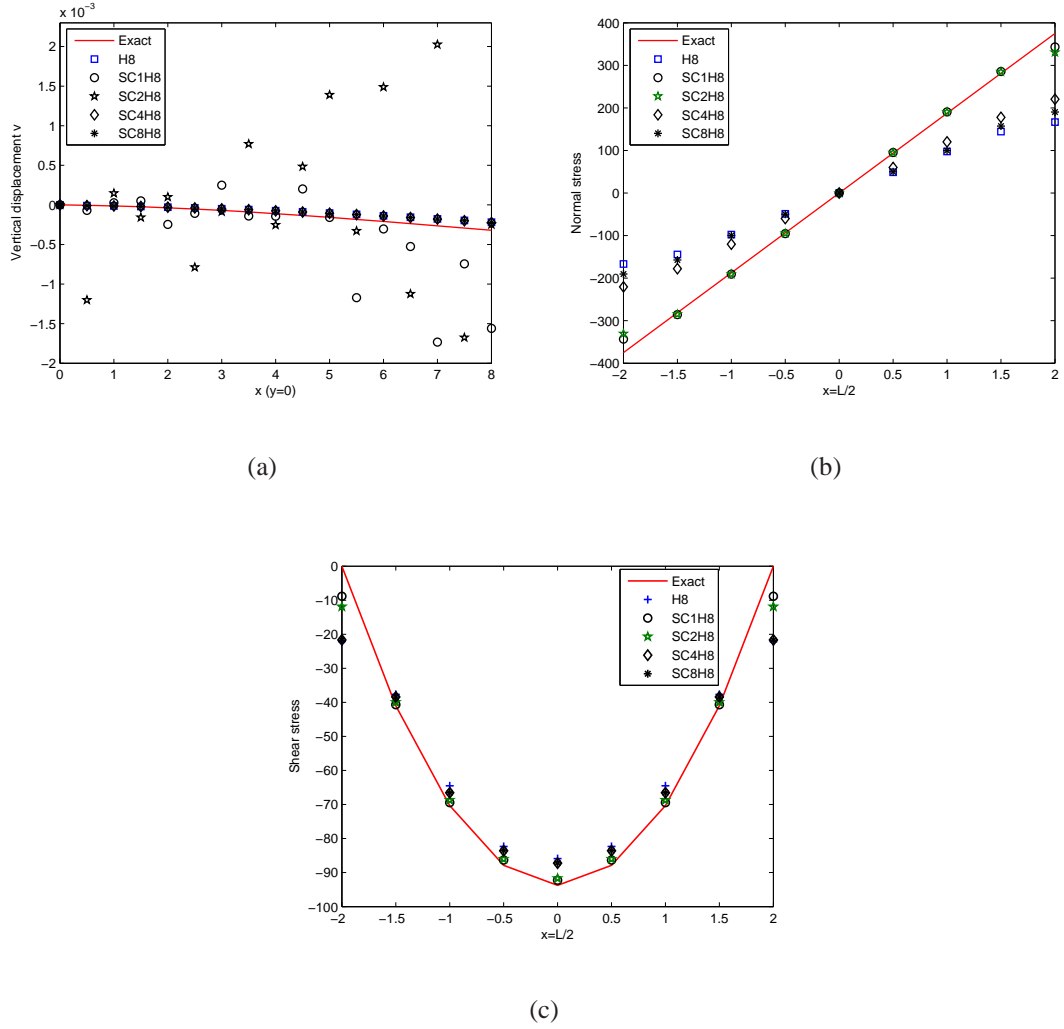 x 10−3
2
1.5
1
0.5
0
−0.5
−1
−1.5
−2
0 1 2 3 4 5 6 7 8
x (y=0)
Vertical displacement v
Exact
H8
SC1H8
SC2H8
SC4H8
SC8H8
(a)
400
300
200
100
0
−100
−200
−300
−400
−2 −1.5 −1 −0.5 0 0.5 1 1.5 2
x=L/2
Normal stress
Exact
H8
SC1H8
SC2H8
SC4H8
SC8H8
(b)
0
−10
−20
−30
−40
−50
−60
−70
−80
−90
−100
−2 −1.5 −1 −0.5 0 0.5 1 1.5 2
x=L/2
Shear stress
Exact
H8
SC1H8
SC2H8
SC4H8
SC8H8
(c)